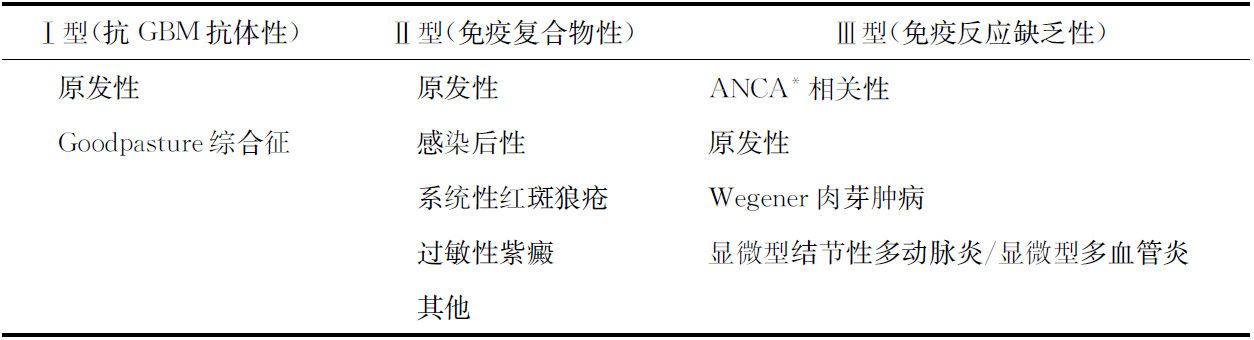 Ⅰ型(抗 GBM 抗体性) Ⅱ型(免疫复合物性) Ⅲ型(免疫反应缺乏性)
原发性 原发性 ANCA* 相关性
Goodpasture 综合征 感染后性 原发性
系统性红斑狼疮 Wegener 肉芽肿病
过敏性紫癜 显微型结节性多动脉炎/显微型多血管炎
其他